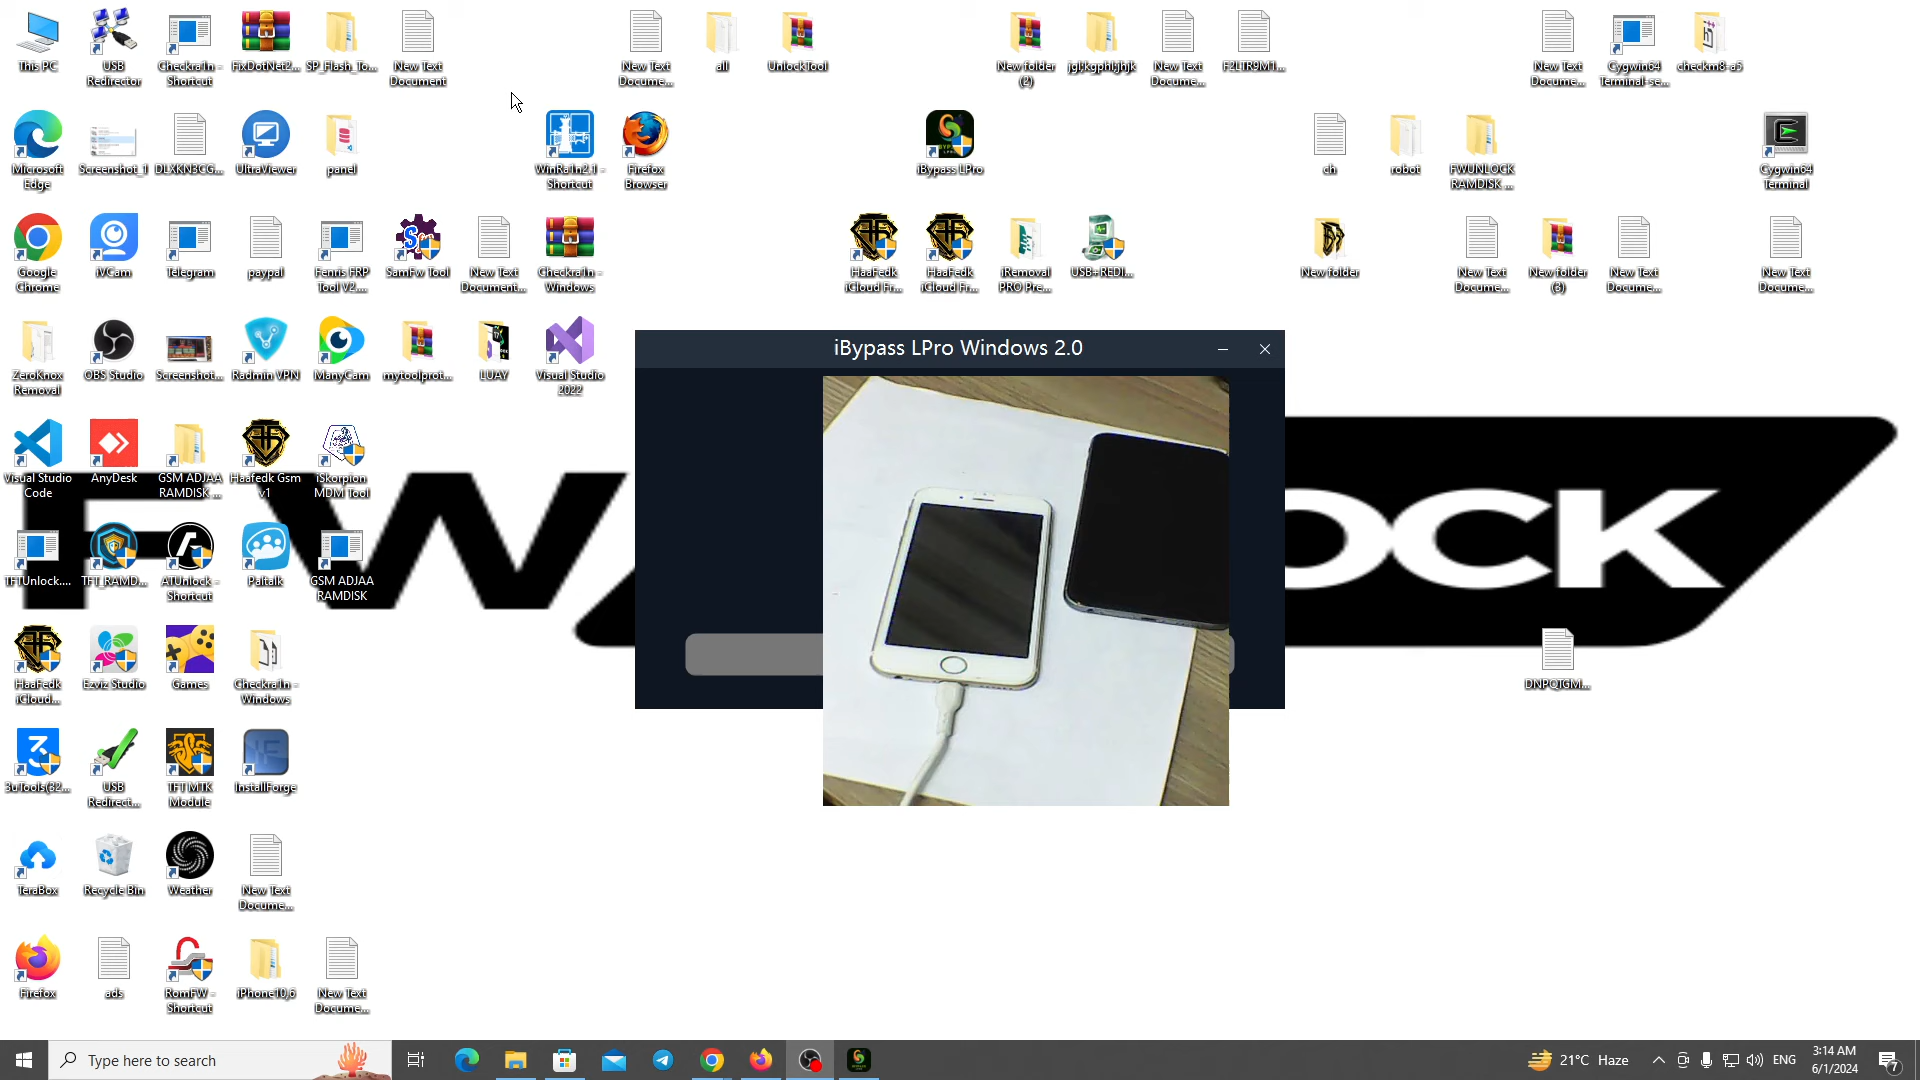 This PC
USB
Redirector
Checkra1n -
Shortcut
FixDotNet2...
SP_Flash_To...
New Text
Document
New Text
Docume...
all
UnlockTool
New folder
(2)
jgl;kgphl;jhjk
New Text
Docume...
F2LTR9M1...
New Text
Docume...
Cygwin64
Terminal-se...
checkm8-a5
Microsoft
Edge
Screenshot_1
DLXKN3CG...
UltraViewer
panel
WinRa1n2.1 -
Shortcut
Firefox
Browser
iBypass LPro
ch
robot
FWUNLOCK
RAMDISK ...
Cygwin64
Terminal
Google
Chrome
iVCam
Telegram
paypal
Fenris FRP
Tool V2....
SamFw Tool
New Text
Document...
Checkra1n -
Windows
HaaFedk
iCloud Fr...
HaaFedk
iCloud Fr...
iRemoval
PRO Pre...
USB+REDI...
New folder
New Text
Docume...
New folder
(3)
New Text
Docume...
New Text
Docume...
iBypass LPro Windows 2.0
ZeroKnox
Removal
OBS Studio
Screenshot...
Radmin VPN
ManyCam
mytoolprot...
LUAY
Visual Studio
2022
Visual Studio
Code
AnyDesk
GSM ADJAA
RAMDISK ...
Haafedk Gsm
v1
iSkorpion
MDM Tool
TFTUnlock....
TFT_RAMD...
ATUnlock -
Shortcut
Paltalk
GSM ADJAA
RAMDISK
HaaFedk
iCloud...
Ezviz Studio
Games
Checkra1n -
Windows
DNPQJGM...
3uTools(32...
USB
Redirect...
TFT MTK
Module
InstallForge
TeraBox
Recycle Bin
Weather
New Text
Docume...
Firefox
ads
RomFW -
Shortcut
iPhone10,6
New Text
Docume...
Type here to search
21°C Haze
ENG
3:14 AM
6/1/2024
7